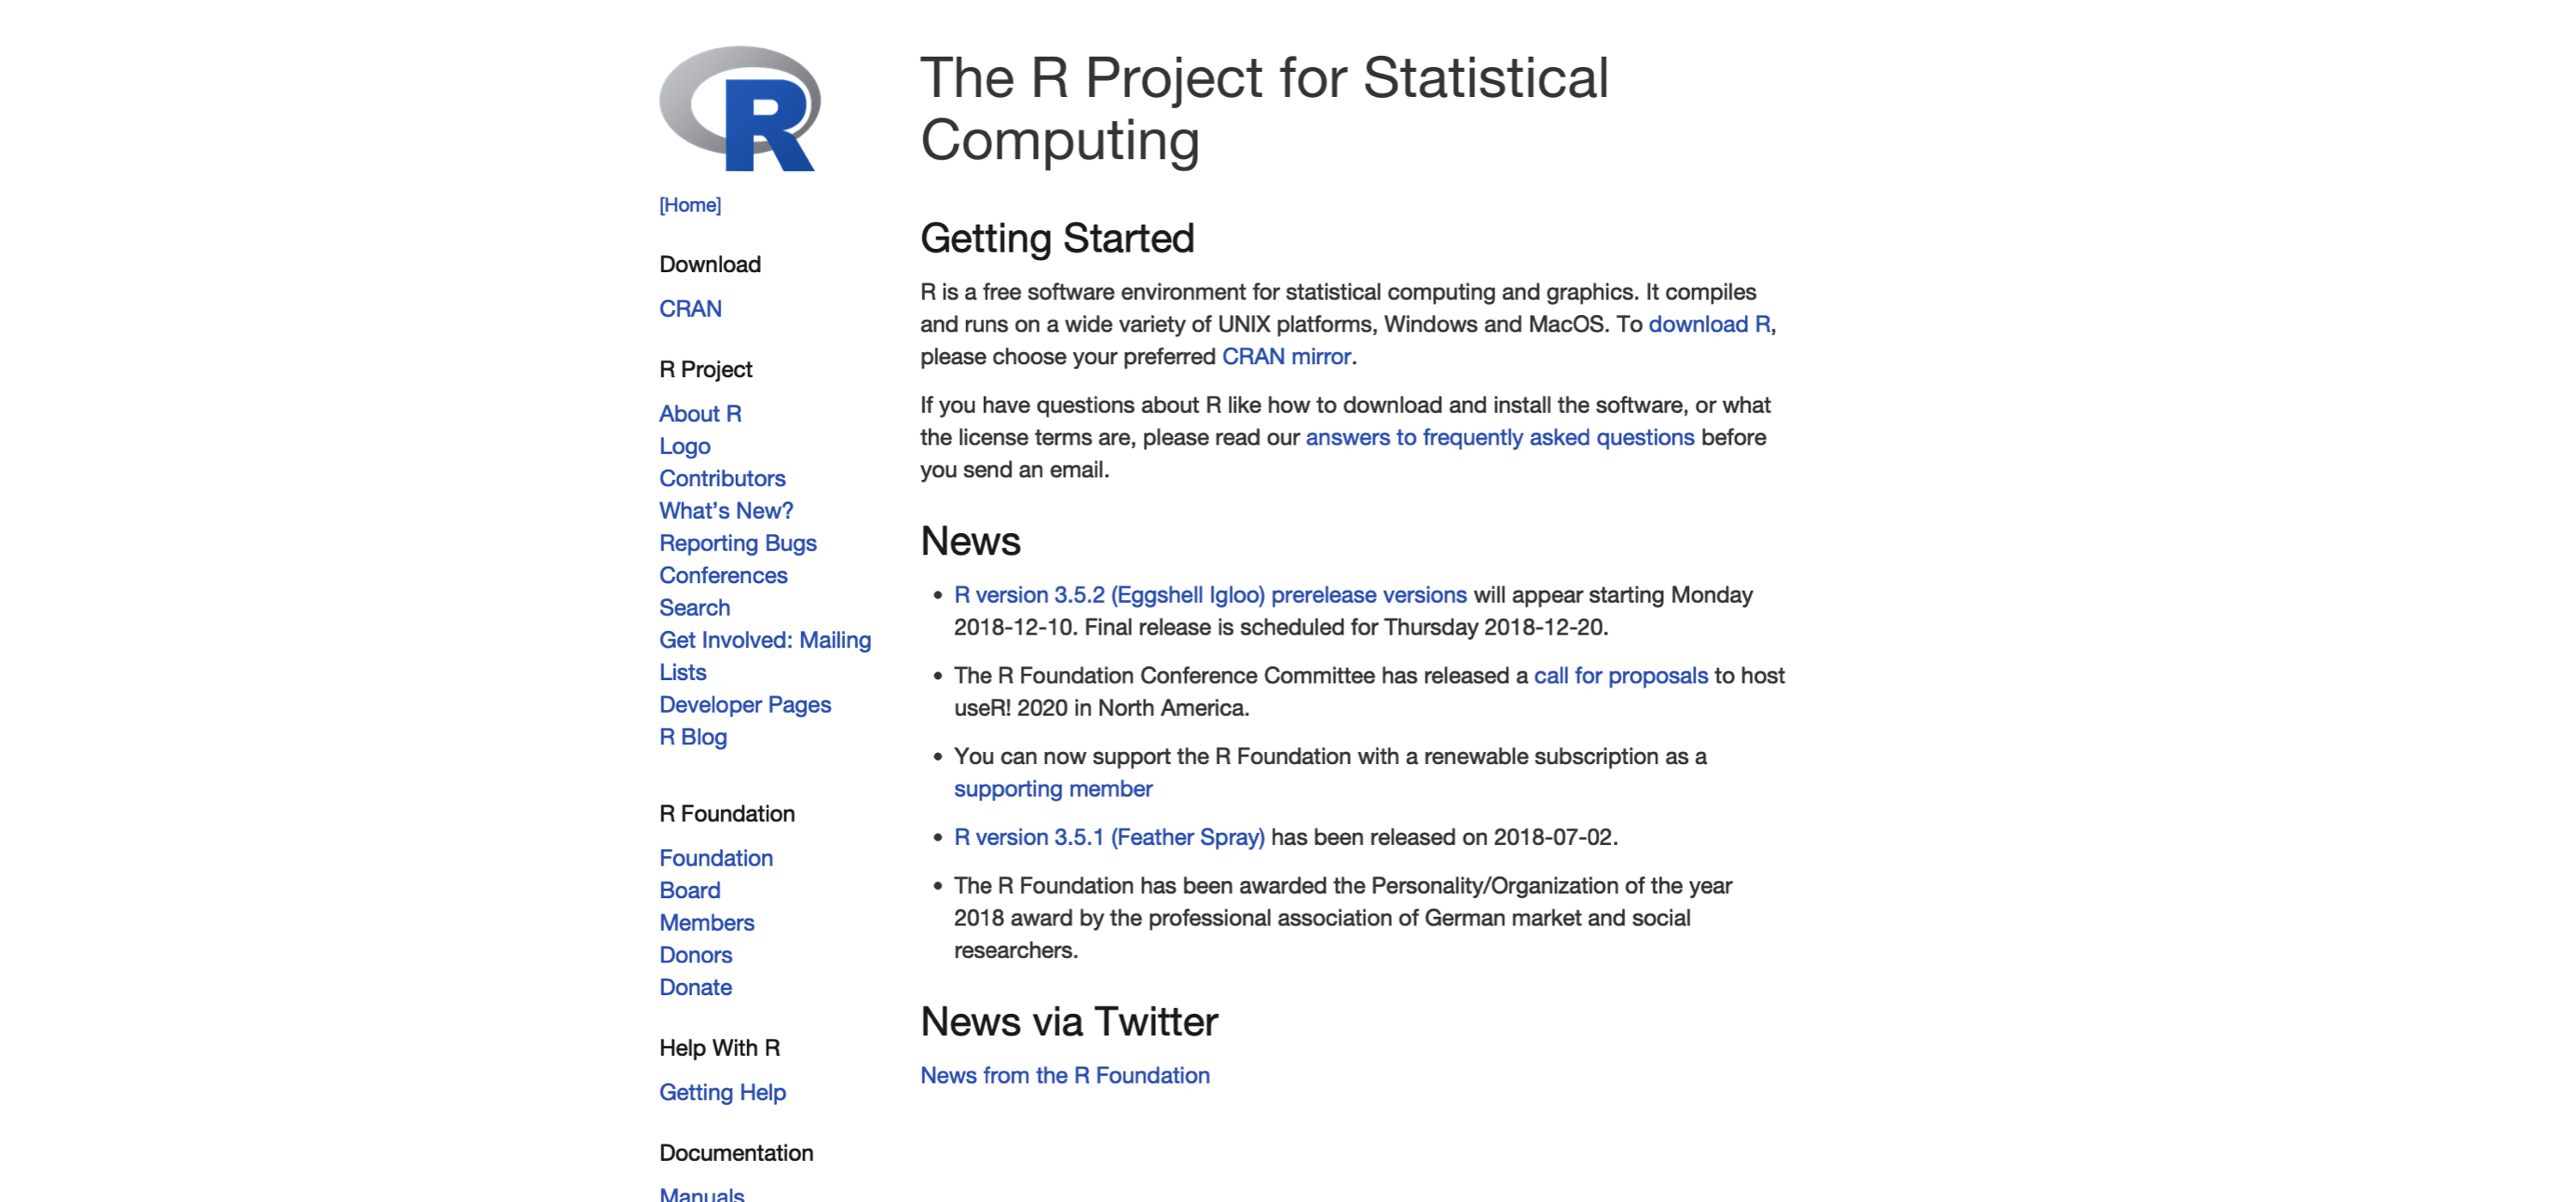 R
[Home]
Download
CRAN
R Project
About R
Logo
Contributors
What's New?
Reporting Bugs
Conferences
Search
Get Involved: Mailing
Lists
Developer Pages
R Blog
R Foundation
Foundation
Board
Members
Donors
Donate
Help With R
Getting Help
Documentation
Manuals
The R Project for Statistical
Computing
Getting Started
R is a free software environment for statistical computing and graphics. It compiles
and runs on a wide variety of UNIX platforms, Windows and MacOS. To download R,
please choose your preferred CRAN mirror.
If you have questions about R like how to download and install the software, or what
the license terms are, please read our answers to frequently asked questions before
you send an email.
News
• R version 3.5.2 (Eggshell Igloo) prerelease versions will appear starting Monday
2018-12-10. Final release is scheduled for Thursday 2018-12-20.
• The R Foundation Conference Committee has released a call for proposals to host
useR! 2020 in North America.
• You can now support the R Foundation with a renewable subscription as a
supporting member
• R version 3.5.1 (Feather Spray) has been released on 2018-07-02.
• The R Foundation has been awarded the Personality/Organization of the year
2018 award by the professional association of German market and social
researchers.
News via Twitter
News from the R Foundation